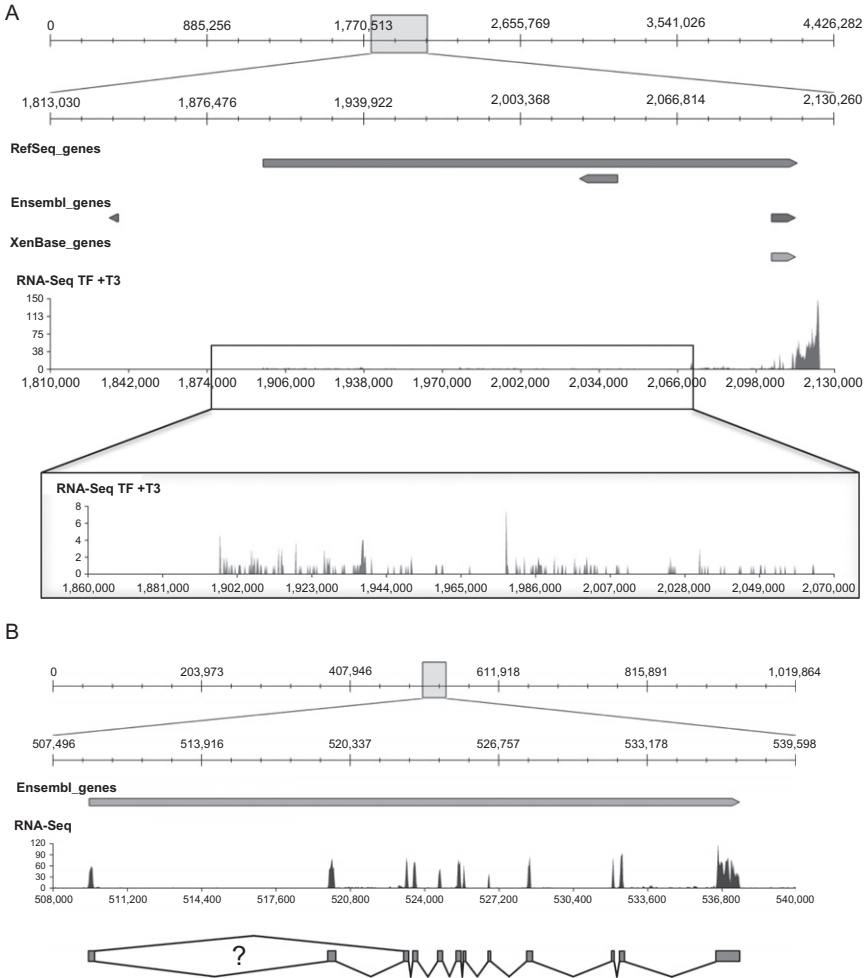 A
0 885,256 1,770,513 2,655,769 3,541,026 4,426,282
1,813,030 1,876,476 1,939,922 2,003,368 2,066,814 2,130,260
RefSeq_genes
Ensembl_genes
XenBase_genes
RNA-Seq TF +T3
150
113
75
38
0
1,810,000 1,842,000 1,874,000 1,906,000 1,938,000 1,970,000 2,002,000 2,034,000 2,066,000 2,098,000 2,130,000
RNA-Seq TF +T3
8
6
4
2
0
1,860,000 1,881,000 1,902,000 1,923,000 1,944,000 1,965,000 1,986,000 2,007,000 2,028,000 2,049,000 2,070,000
B
0 203,973 407,946 611,918 815,891 1,019,864
507,496 513,916 520,337 526,757 533,178 539,598
Ensembl_genes
RNA-Seq
120
90
60
30
0
508,000 511,200 514,400 517,600 520,800 524,000 527,200 530,400 533,600 536,800 540,000
?